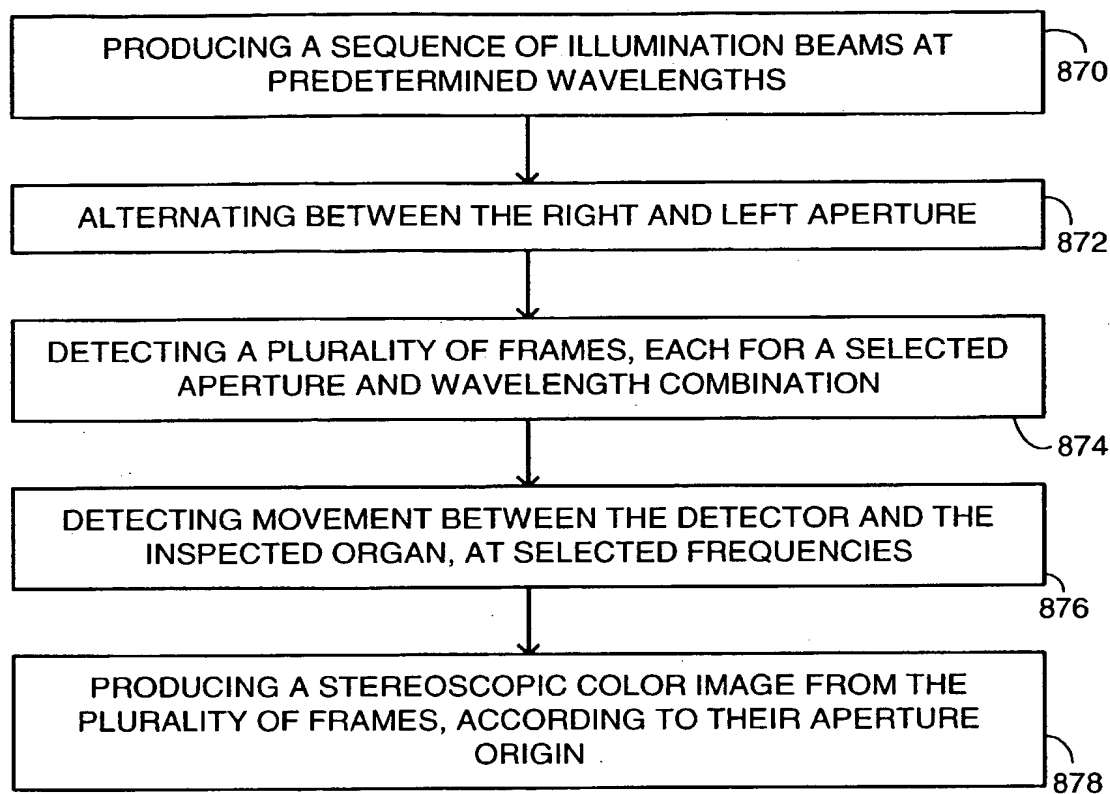 PRODUCING A SEQUENCE OF ILLUMINATION BEAMS AT
PREDETERMINED WAVELENGTHS
870
ALTERNATING BETWEEN THE RIGHT AND LEFT APERTURE
872
DETECTING A PLURALITY OF FRAMES, EACH FOR A SELECTED
APERTURE AND WAVELENGTH COMBINATION
874
DETECTING MOVEMENT BETWEEN THE DETECTOR AND THE
INSPECTED ORGAN, AT SELECTED FREQUENCIES
876
PRODUCING A STEREOSCOPIC COLOR IMAGE FROM THE
PLURALITY OF FRAMES, ACCORDING TO THEIR APERTURE
ORIGIN
878